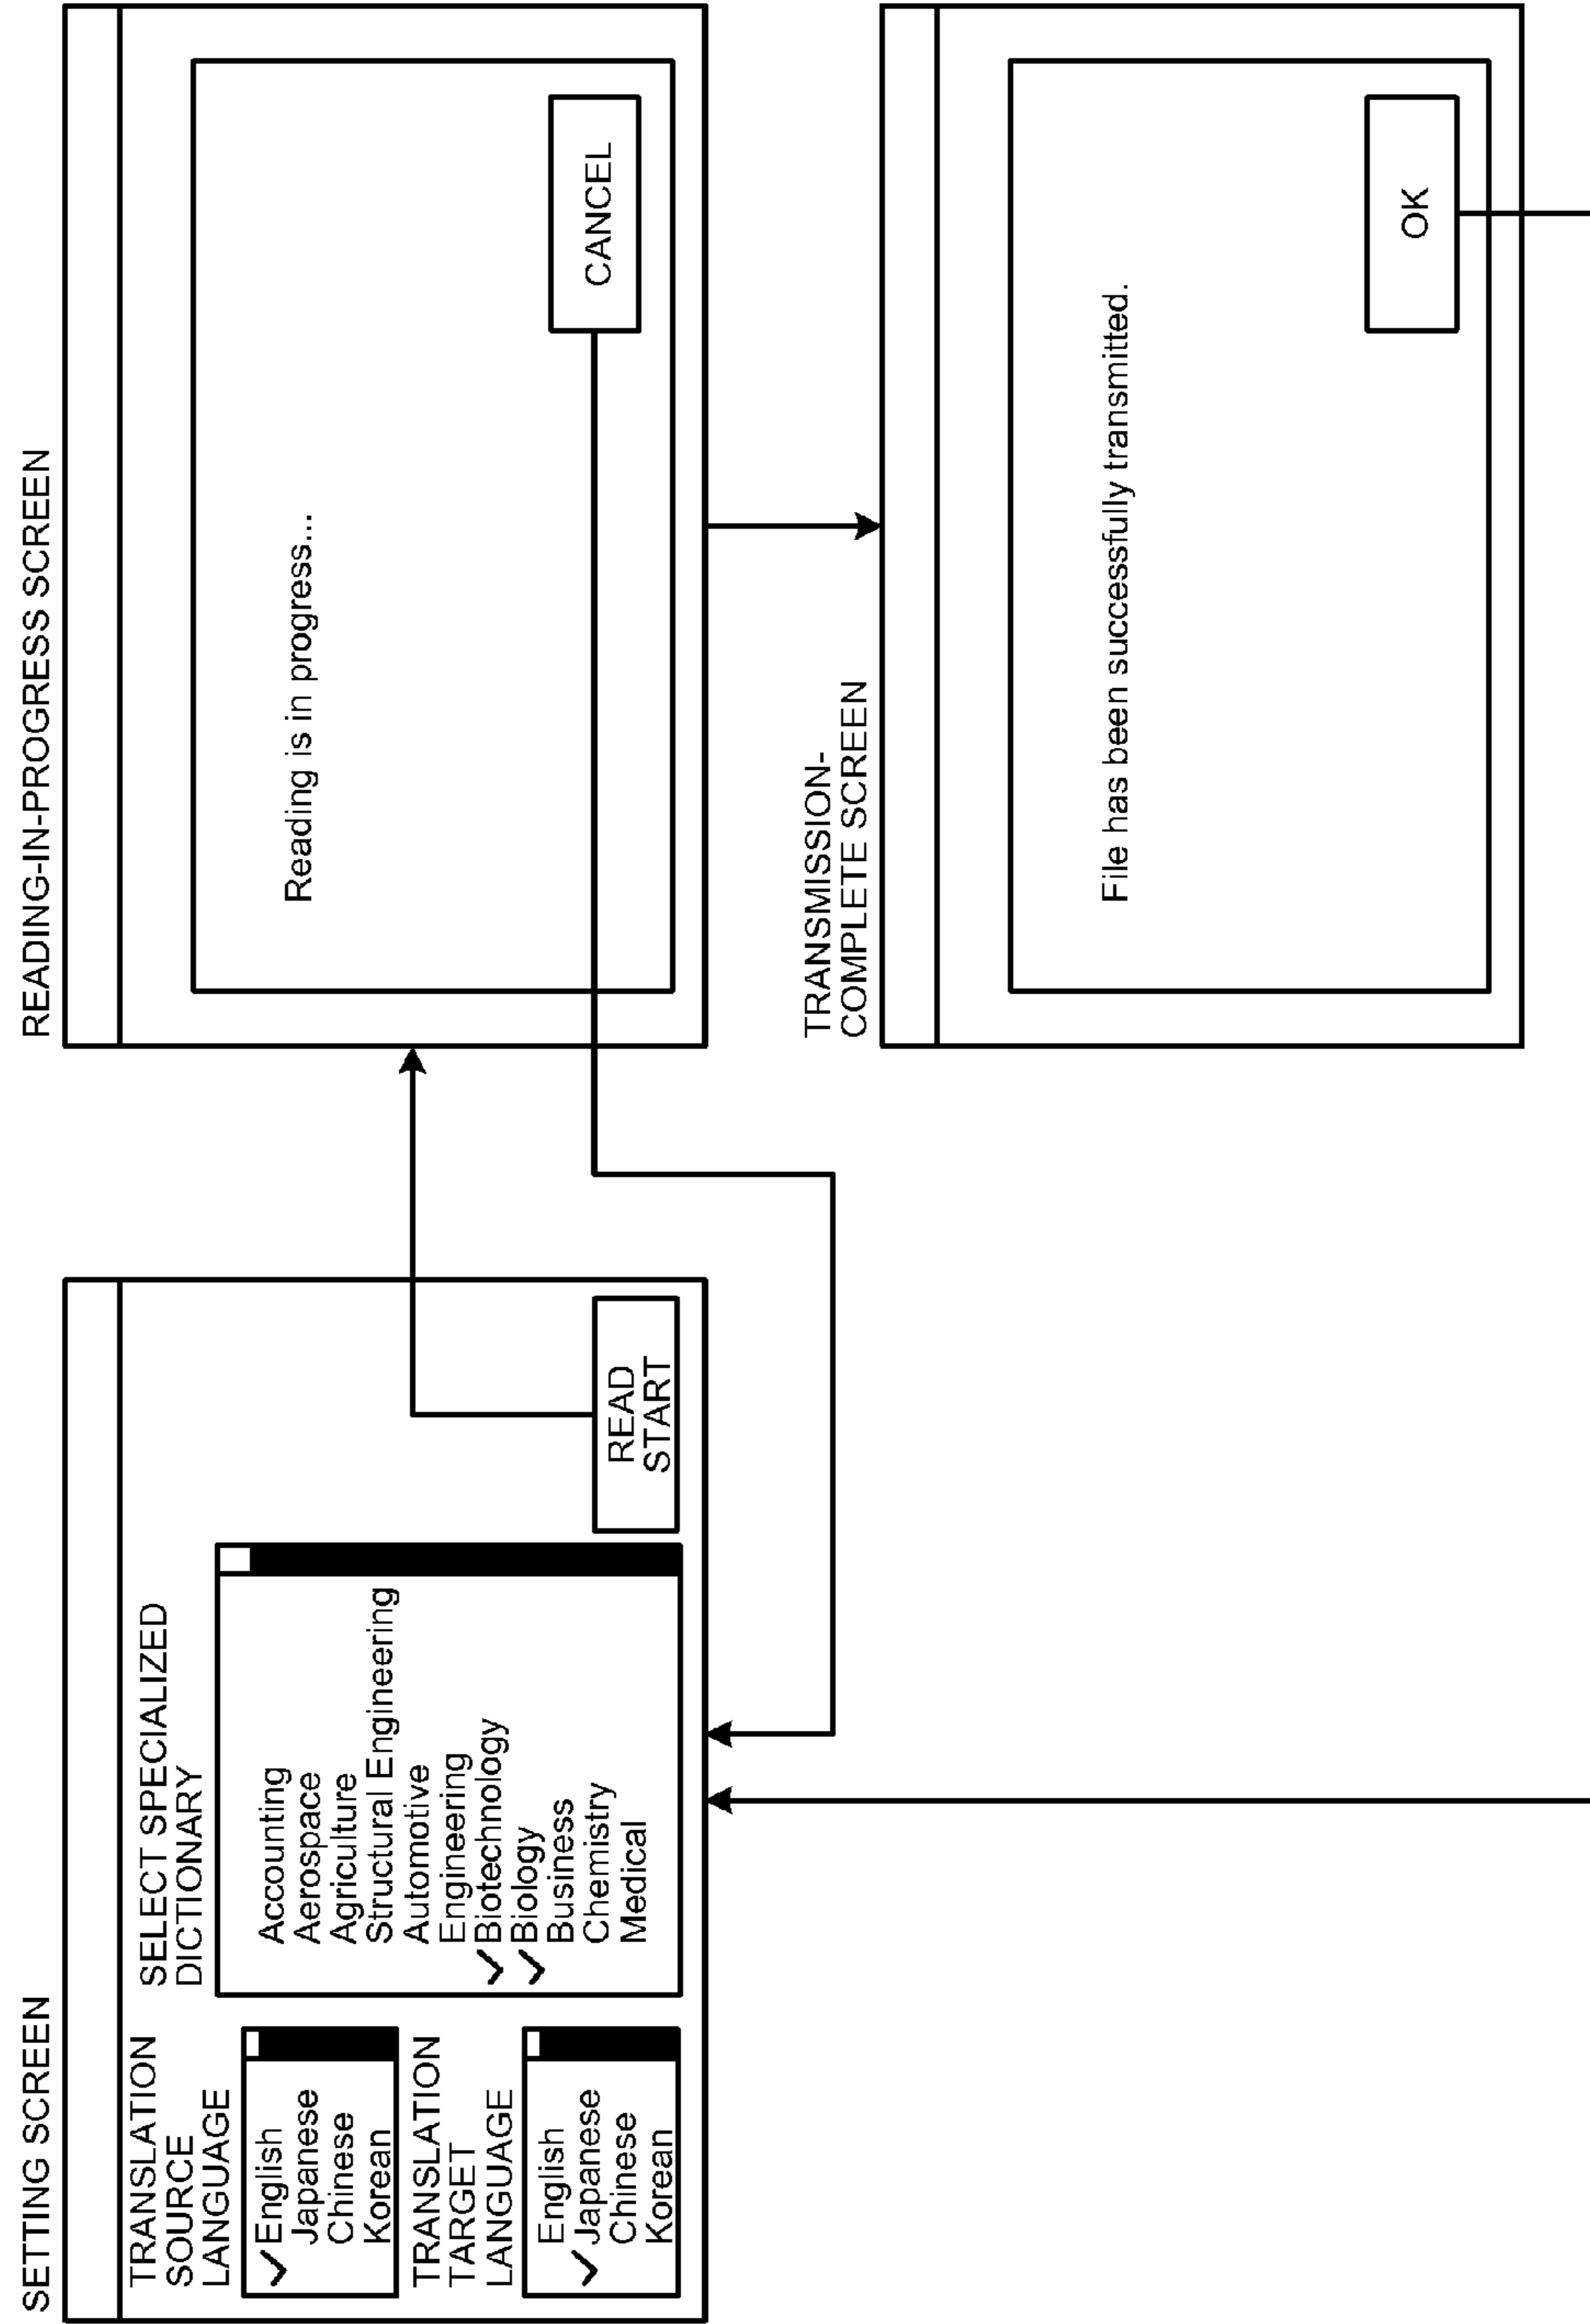 SETTING SCREEN
TRANSLATION
SOURCE
LANGUAGE
English
Japanese
Chinese
Korean
TRANSLATION
TARGET
LANGUAGE
English
Japanese
Chinese
Korean
SELECT SPECIALIZED
DICTIONARY
Accounting
Aerospace
Agriculture
Structural Engineering
Automotive
Engineering
Biotechnology
Biology
Business
Chemistry
Medical
READ
START
READING-IN-PROGRESS SCREEN
Reading is in progress...
CANCEL
TRANSMISSION-
COMPLETE SCREEN
File has been successfully transmitted.
OK